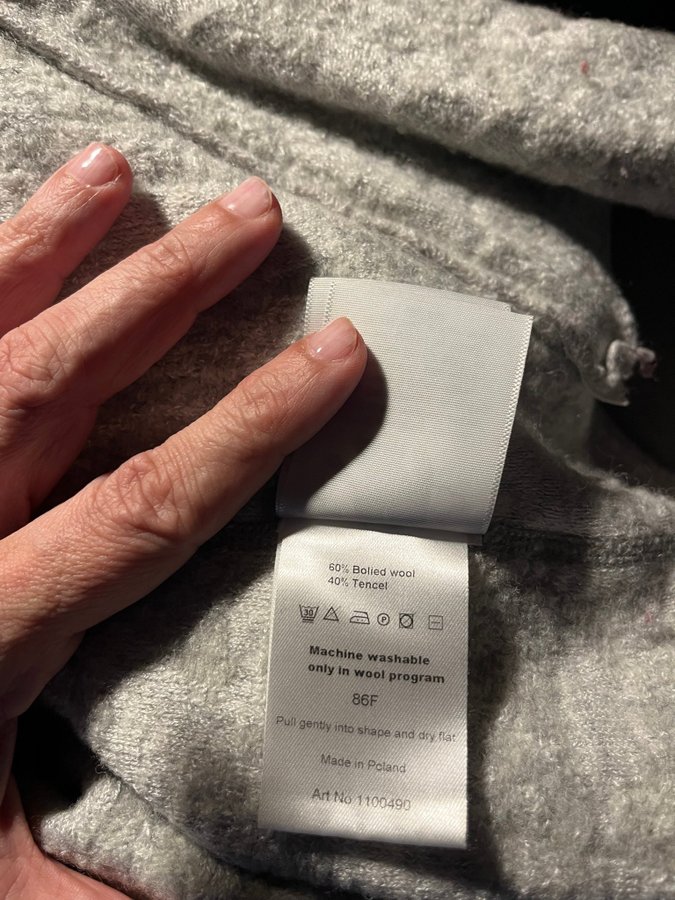 60% Bolied wool
40% Tencel
30 P
Machine washable
only in wool program
86F
Pull gently into shape and dry flat
Made in Poland
Art No 1100490